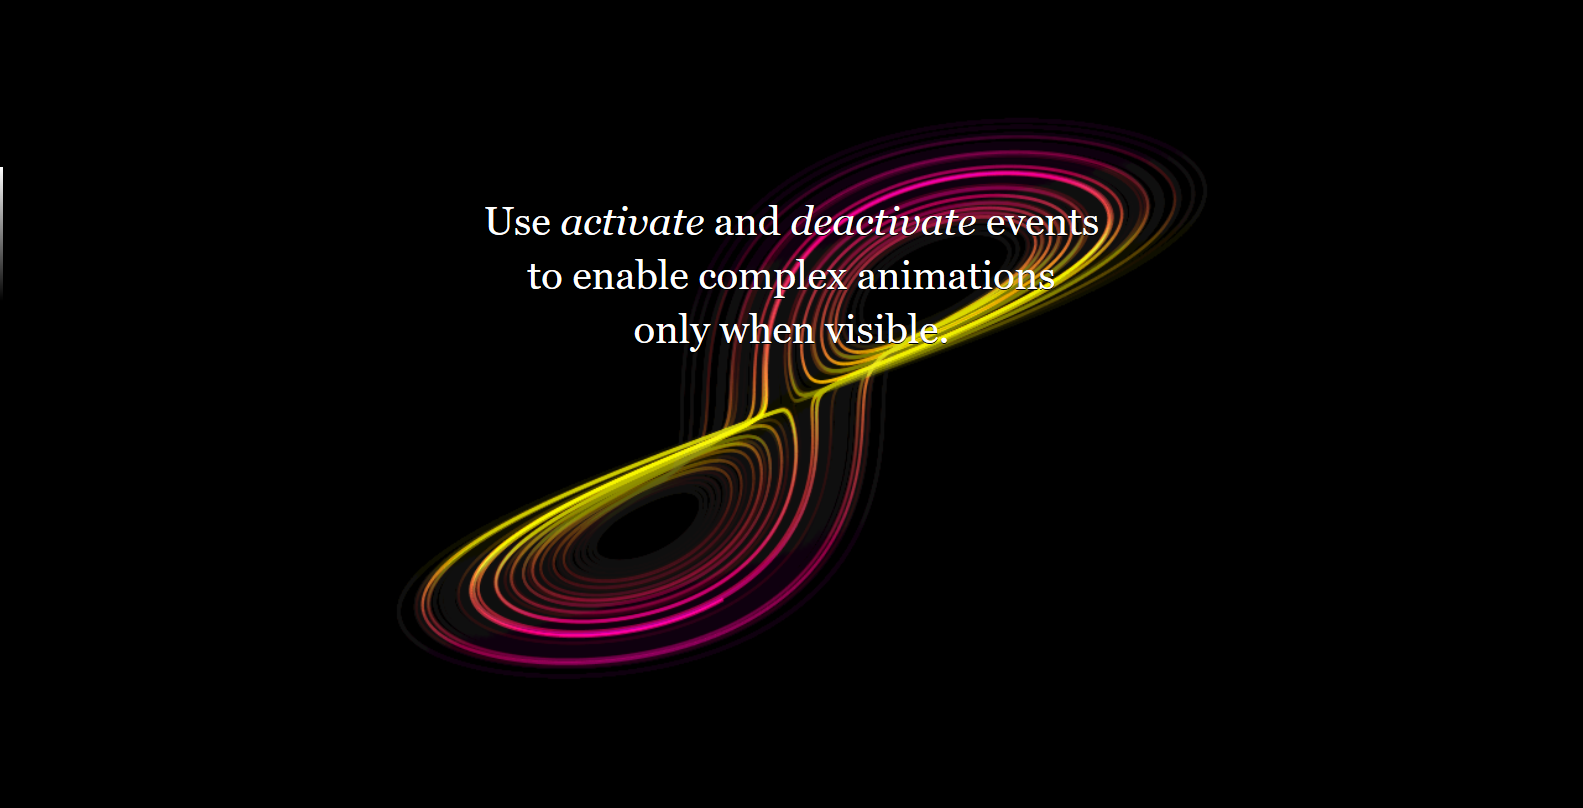 Use activate and deactivate events
to enable complex animations
only when visible.